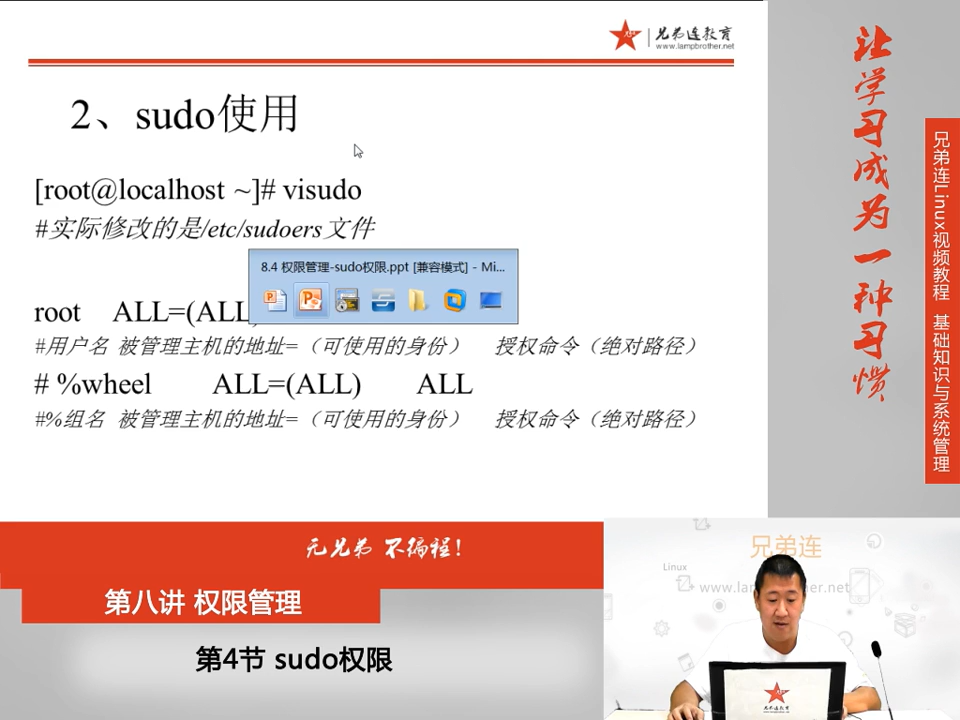 兄弟连教育
www.lampbrother.net
2、sudo使用
[root@localhost ~]# visudo
#实际修改的是/etc/sudoers文件
8.4 权限管理-sudo权限.ppt [兼容模式] - Mi...
root ALL=(ALL)
#用户名 被管理主机的地址=（可使用的身份） 授权命令（绝对路径）
# %wheel ALL=(ALL) ALL
#%组名 被管理主机的地址=（可使用的身份） 授权命令（绝对路径）
让学习成为一种习惯
兄弟连Linux视频教程 基础知识与系统管理
无兄弟 不编程!
第八讲 权限管理
第4节 sudo权限
兄弟连
Linux
www.la
er.net
兄弟连教育